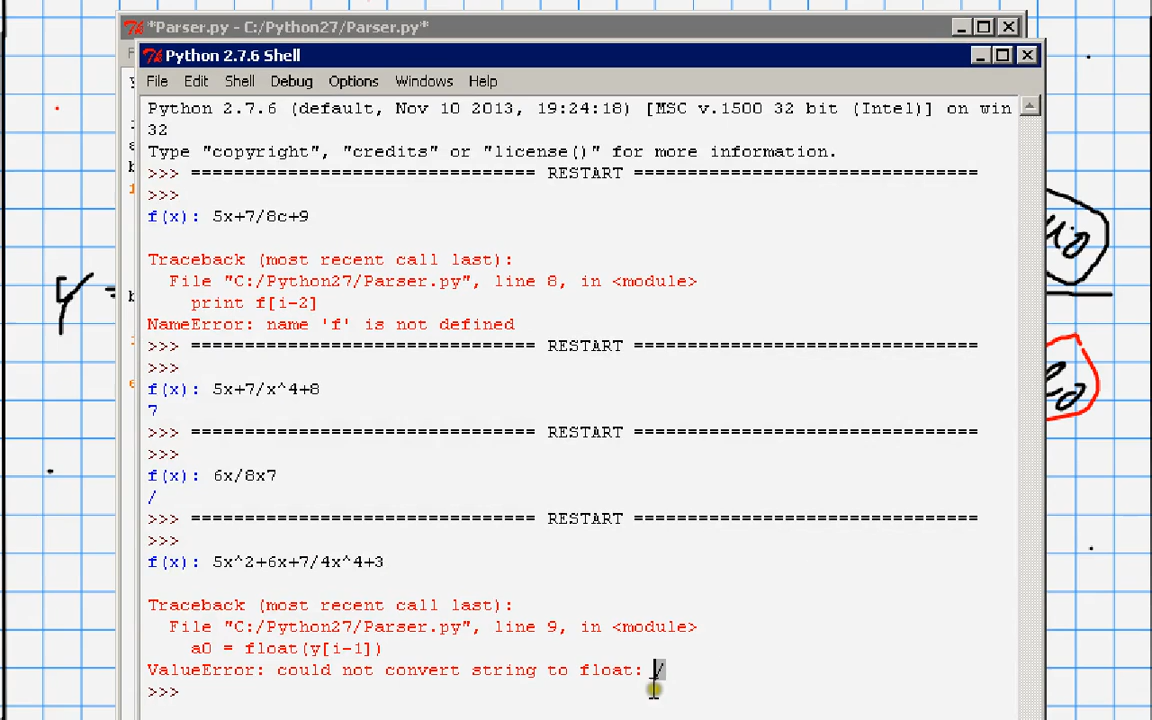 *Parser.py - C:/Python27/Parser.py*
Python 2.7.6 Shell
File Edit Shell Debug Options Windows Help
Python 2.7.6 (default, Nov 10 2013, 19:24:18) [MSC v.1500 32 bit (Intel)] on win
32
Type "copyright", "credits" or "license()" for more information.
>>> ================================ RESTART ================================
>>>
f(x): 5x+7/8c+9
Traceback (most recent call last):
File "C:/Python27/Parser.py", line 8, in <module>
print f[i-2]
NameError: name 'f' is not defined
>>> ================================ RESTART ================================
>>>
f(x): 5x+7/x^4+8
7
>>> ================================ RESTART ================================
>>>
f(x): 6x/8x7
/
>>> ================================ RESTART ================================
>>>
f(x): 5x^2+6x+7/4x^4+3
Traceback (most recent call last):
File "C:/Python27/Parser.py", line 9, in <module>
a0 = float(y[i-1])
ValueError: could not convert string to float: /
>>>
Y =